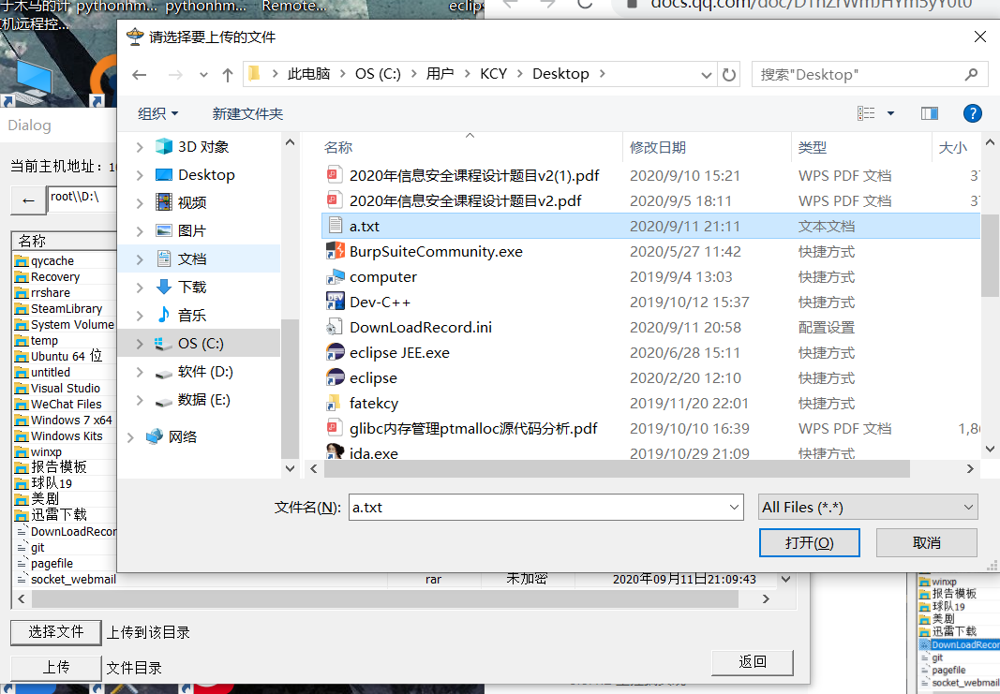 于木马的计 pythonhm... pythonhm... Remote... eclips
机远程控...
docs.qq.com/doc/
请选择要上传的文件
此电脑 OS (C:) 用户 KCY Desktop
搜索"Desktop"
组织 新建文件夹
Dialog
当前主机地址:
← root\\D:\
名称
qycache
Recovery
rrshare
SteamLibrary
System Volume
temp
Ubuntu 64 位
untitled
Visual Studio
WeChat Files
Windows 7 x64
Windows Kits
winxp
报告模板
球队19
美剧
迅雷下载
DownLoadRecor
git
pagefile
socket_webmail rar 未加密 2020年09月11日21:09:43
选择文件 上传到该目录
上传 文件目录
返回
3D 对象
Desktop
视频
图片
文档
下载
音乐
OS (C:)
软件 (D:)
数据 (E:)
网络
名称 修改日期 类型 大小
2020年信息安全课程设计题目v2(1).pdf 2020/9/10 15:21 WPS PDF 文档
2020年信息安全课程设计题目v2.pdf 2020/9/5 18:11 WPS PDF 文档
a.txt 2020/9/11 21:11 文本文档
BurpSuiteCommunity.exe 2020/5/27 11:42 快捷方式
computer 2019/9/4 13:03 快捷方式
Dev-C++ 2019/10/12 15:37 快捷方式
DownLoadRecord.ini 2020/9/11 20:58 配置设置
eclipse JEE.exe 2020/6/28 15:11 快捷方式
eclipse 2020/2/20 12:10 快捷方式
fatekcy 2019/11/20 22:01 快捷方式
glibc内存管理ptmalloc源代码分析.pdf 2019/10/10 16:39 WPS PDF 文档 1,8
ida.exe 2019/10/29 21:09 快捷方式
文件名(N): a.txt All Files (*.*)
打开(O) 取消
winxp
报告模板
球队19
美剧
迅雷下载
DownLoadRecor
git
pagefile
socket_webmail